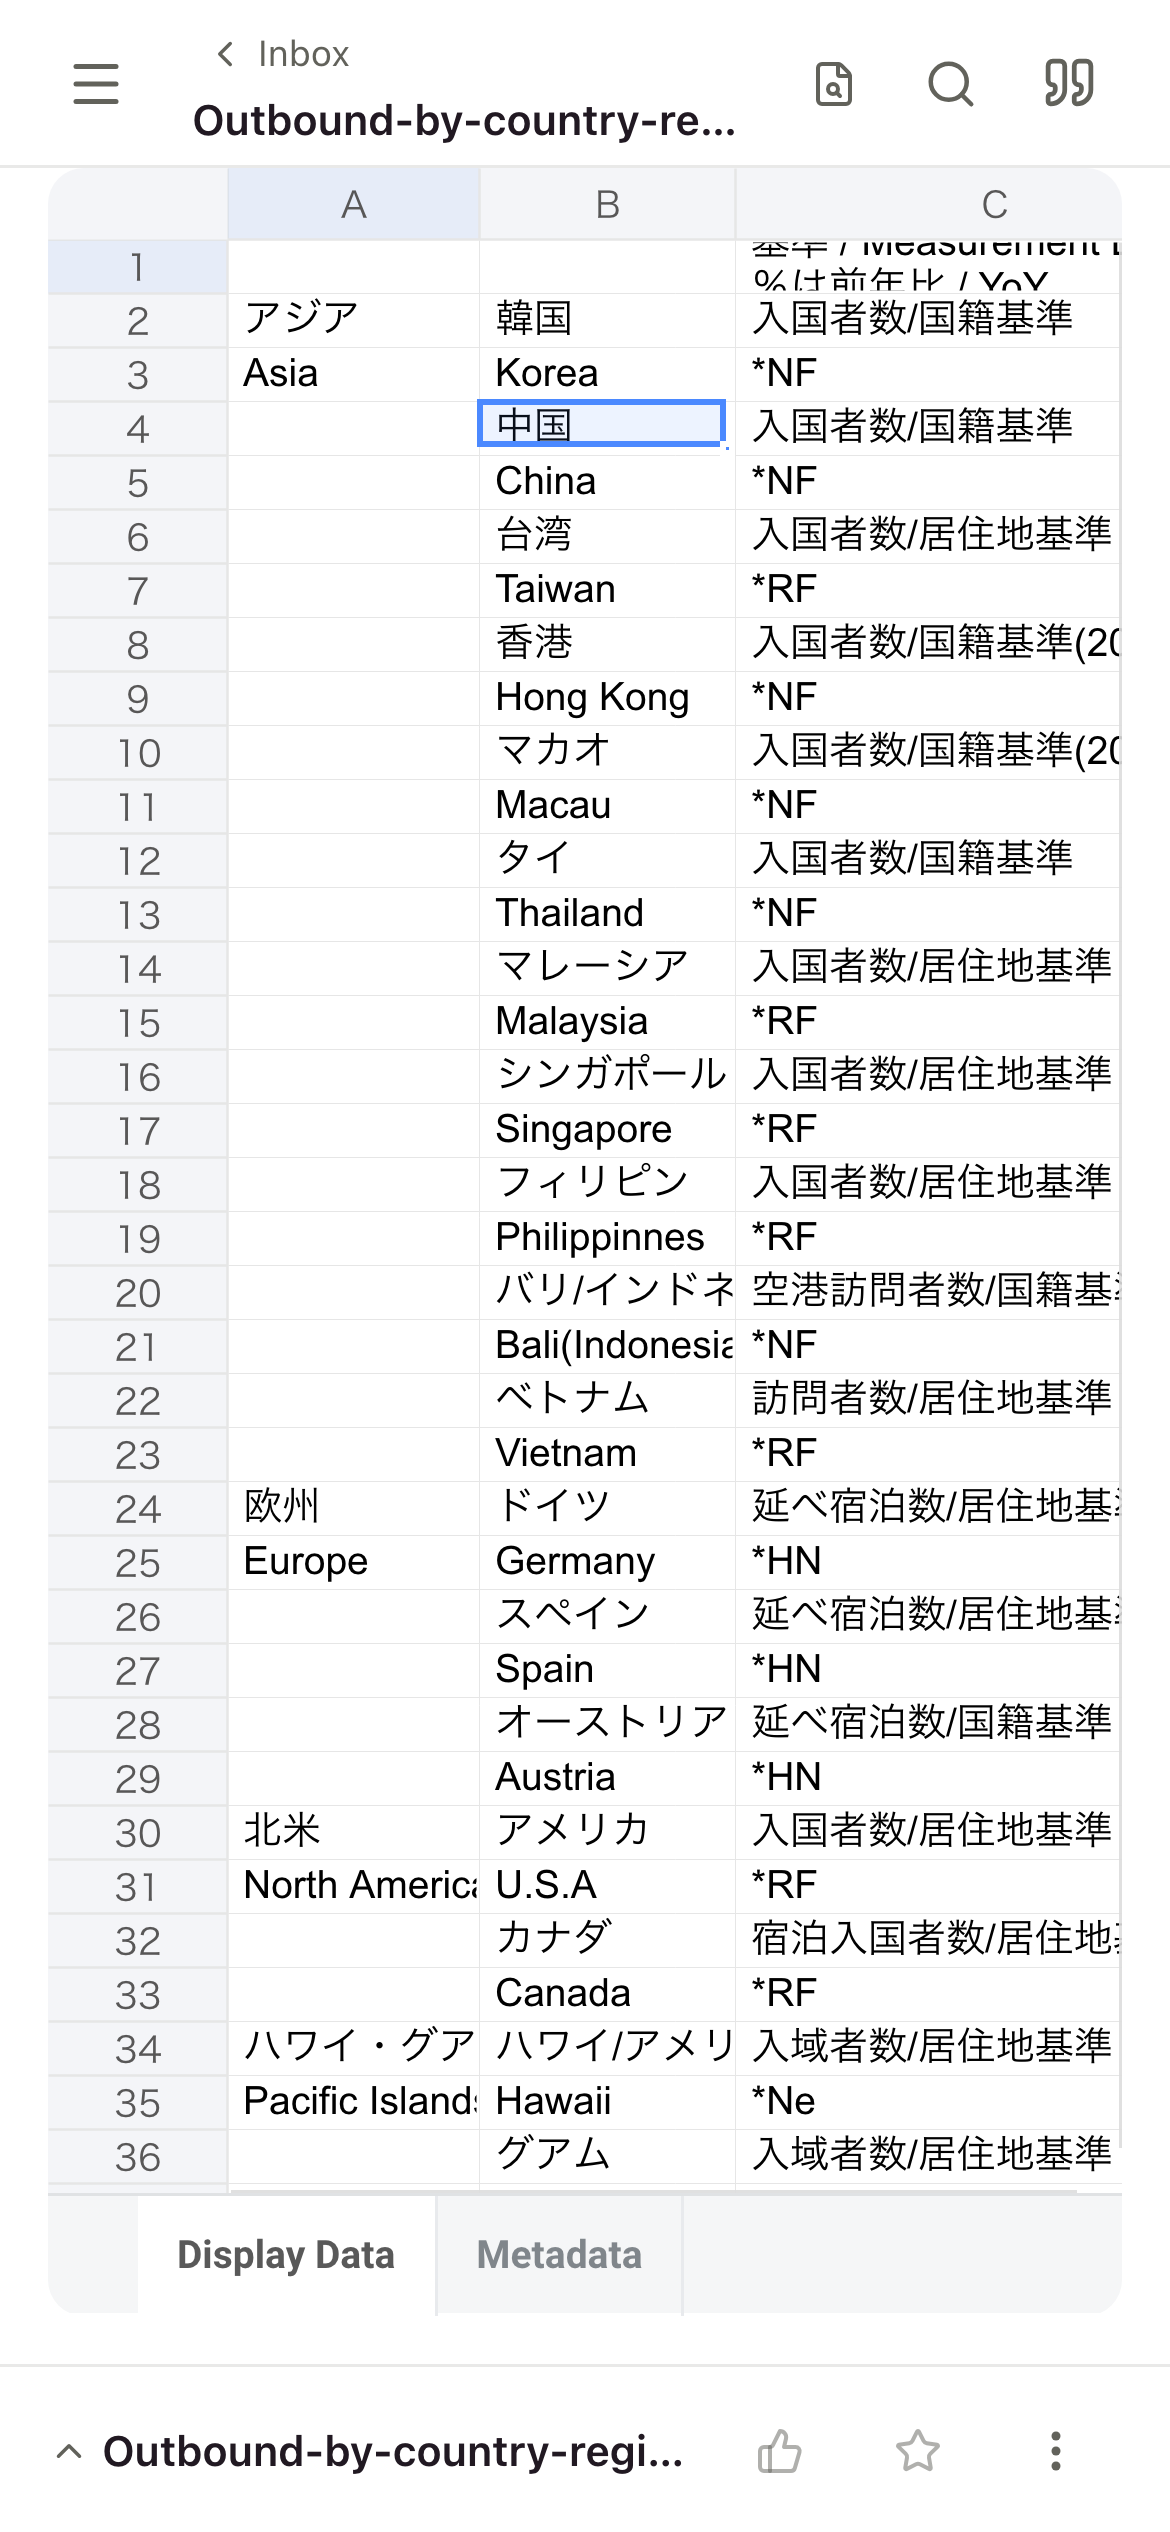 Inbox
Outbound-by-country-re...
A B C
1 基準 / Measurement
%は前年比 / YoY
2 アジア 韓国 入国者数/国籍基準
3 Asia Korea *NF
4 中国 入国者数/国籍基準
5 China *NF
6 台湾 入国者数/居住地基準
7 Taiwan *RF
8 香港 入国者数/国籍基準(20
9 Hong Kong *NF
10 マカオ 入国者数/国籍基準(20
11 Macau *NF
12 タイ 入国者数/国籍基準
13 Thailand *NF
14 マレーシア 入国者数/居住地基準
15 Malaysia *RF
16 シンガポール 入国者数/居住地基準
17 Singapore *RF
18 フィリピン 入国者数/居住地基準
19 Philippinnes *RF
20 バリ/インドネ 空港訪問者数/国籍基準
21 Bali(Indonesia *NF
22 ベトナム 訪問者数/居住地基準
23 Vietnam *RF
24 欧州 ドイツ 延べ宿泊数/居住地基準
25 Europe Germany *HN
26 スペイン 延べ宿泊数/居住地基準
27 Spain *HN
28 オーストリア 延べ宿泊数/国籍基準
29 Austria *HN
30 北米 アメリカ 入国者数/居住地基準
31 North America U.S.A *RF
32 カナダ 宿泊入国者数/居住地基
33 Canada *RF
34 ハワイ・グア ハワイ/アメリ 入域者数/居住地基準
35 Pacific Islands Hawaii *Ne
36 グアム 入域者数/居住地基準
Display Data Metadata
Outbound-by-country-regi...